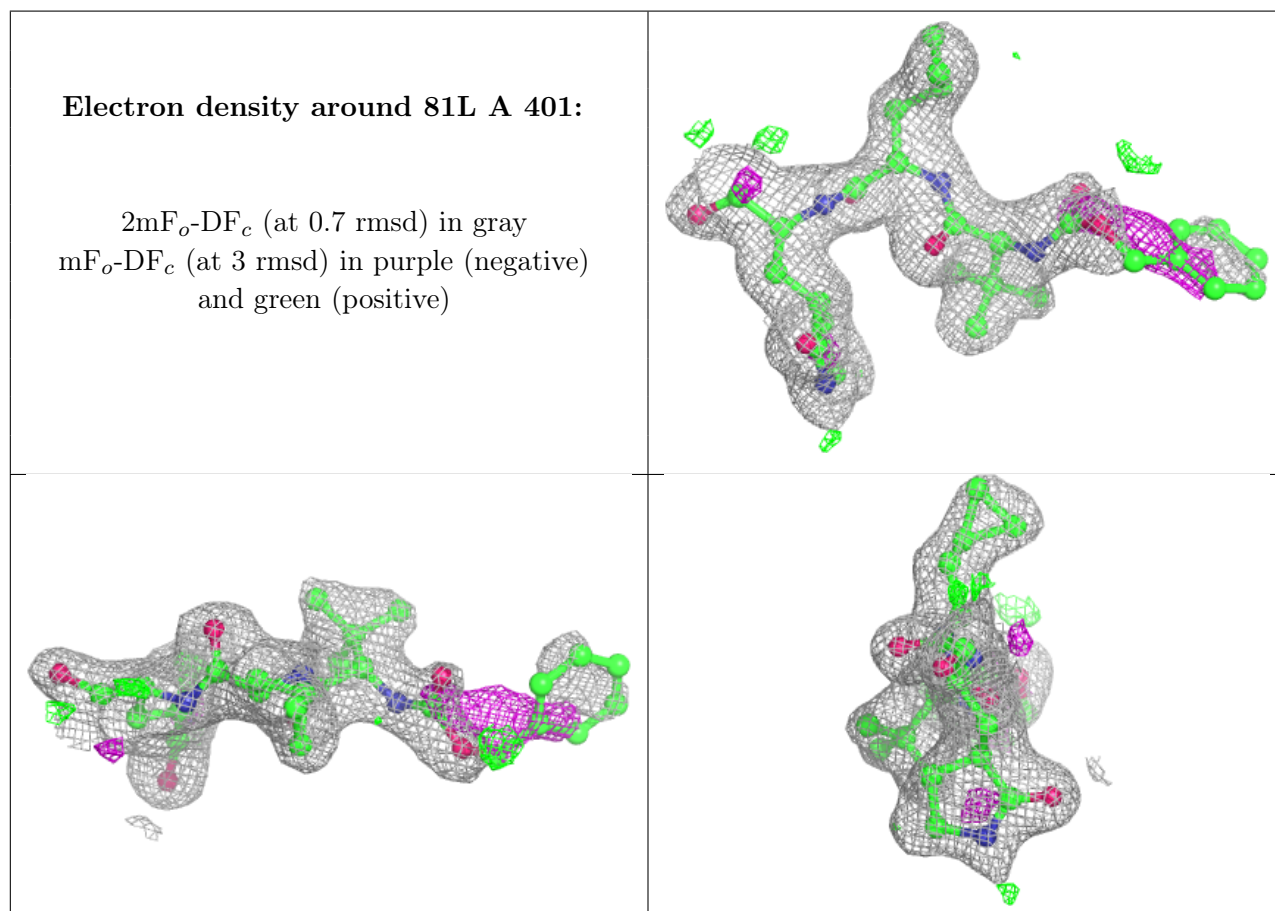 Electron density around 81L A 401:
2mFo-DFc (at 0.7 rmsd) in gray
mFo-DFc (at 3 rmsd) in purple (negative)
and green (positive)